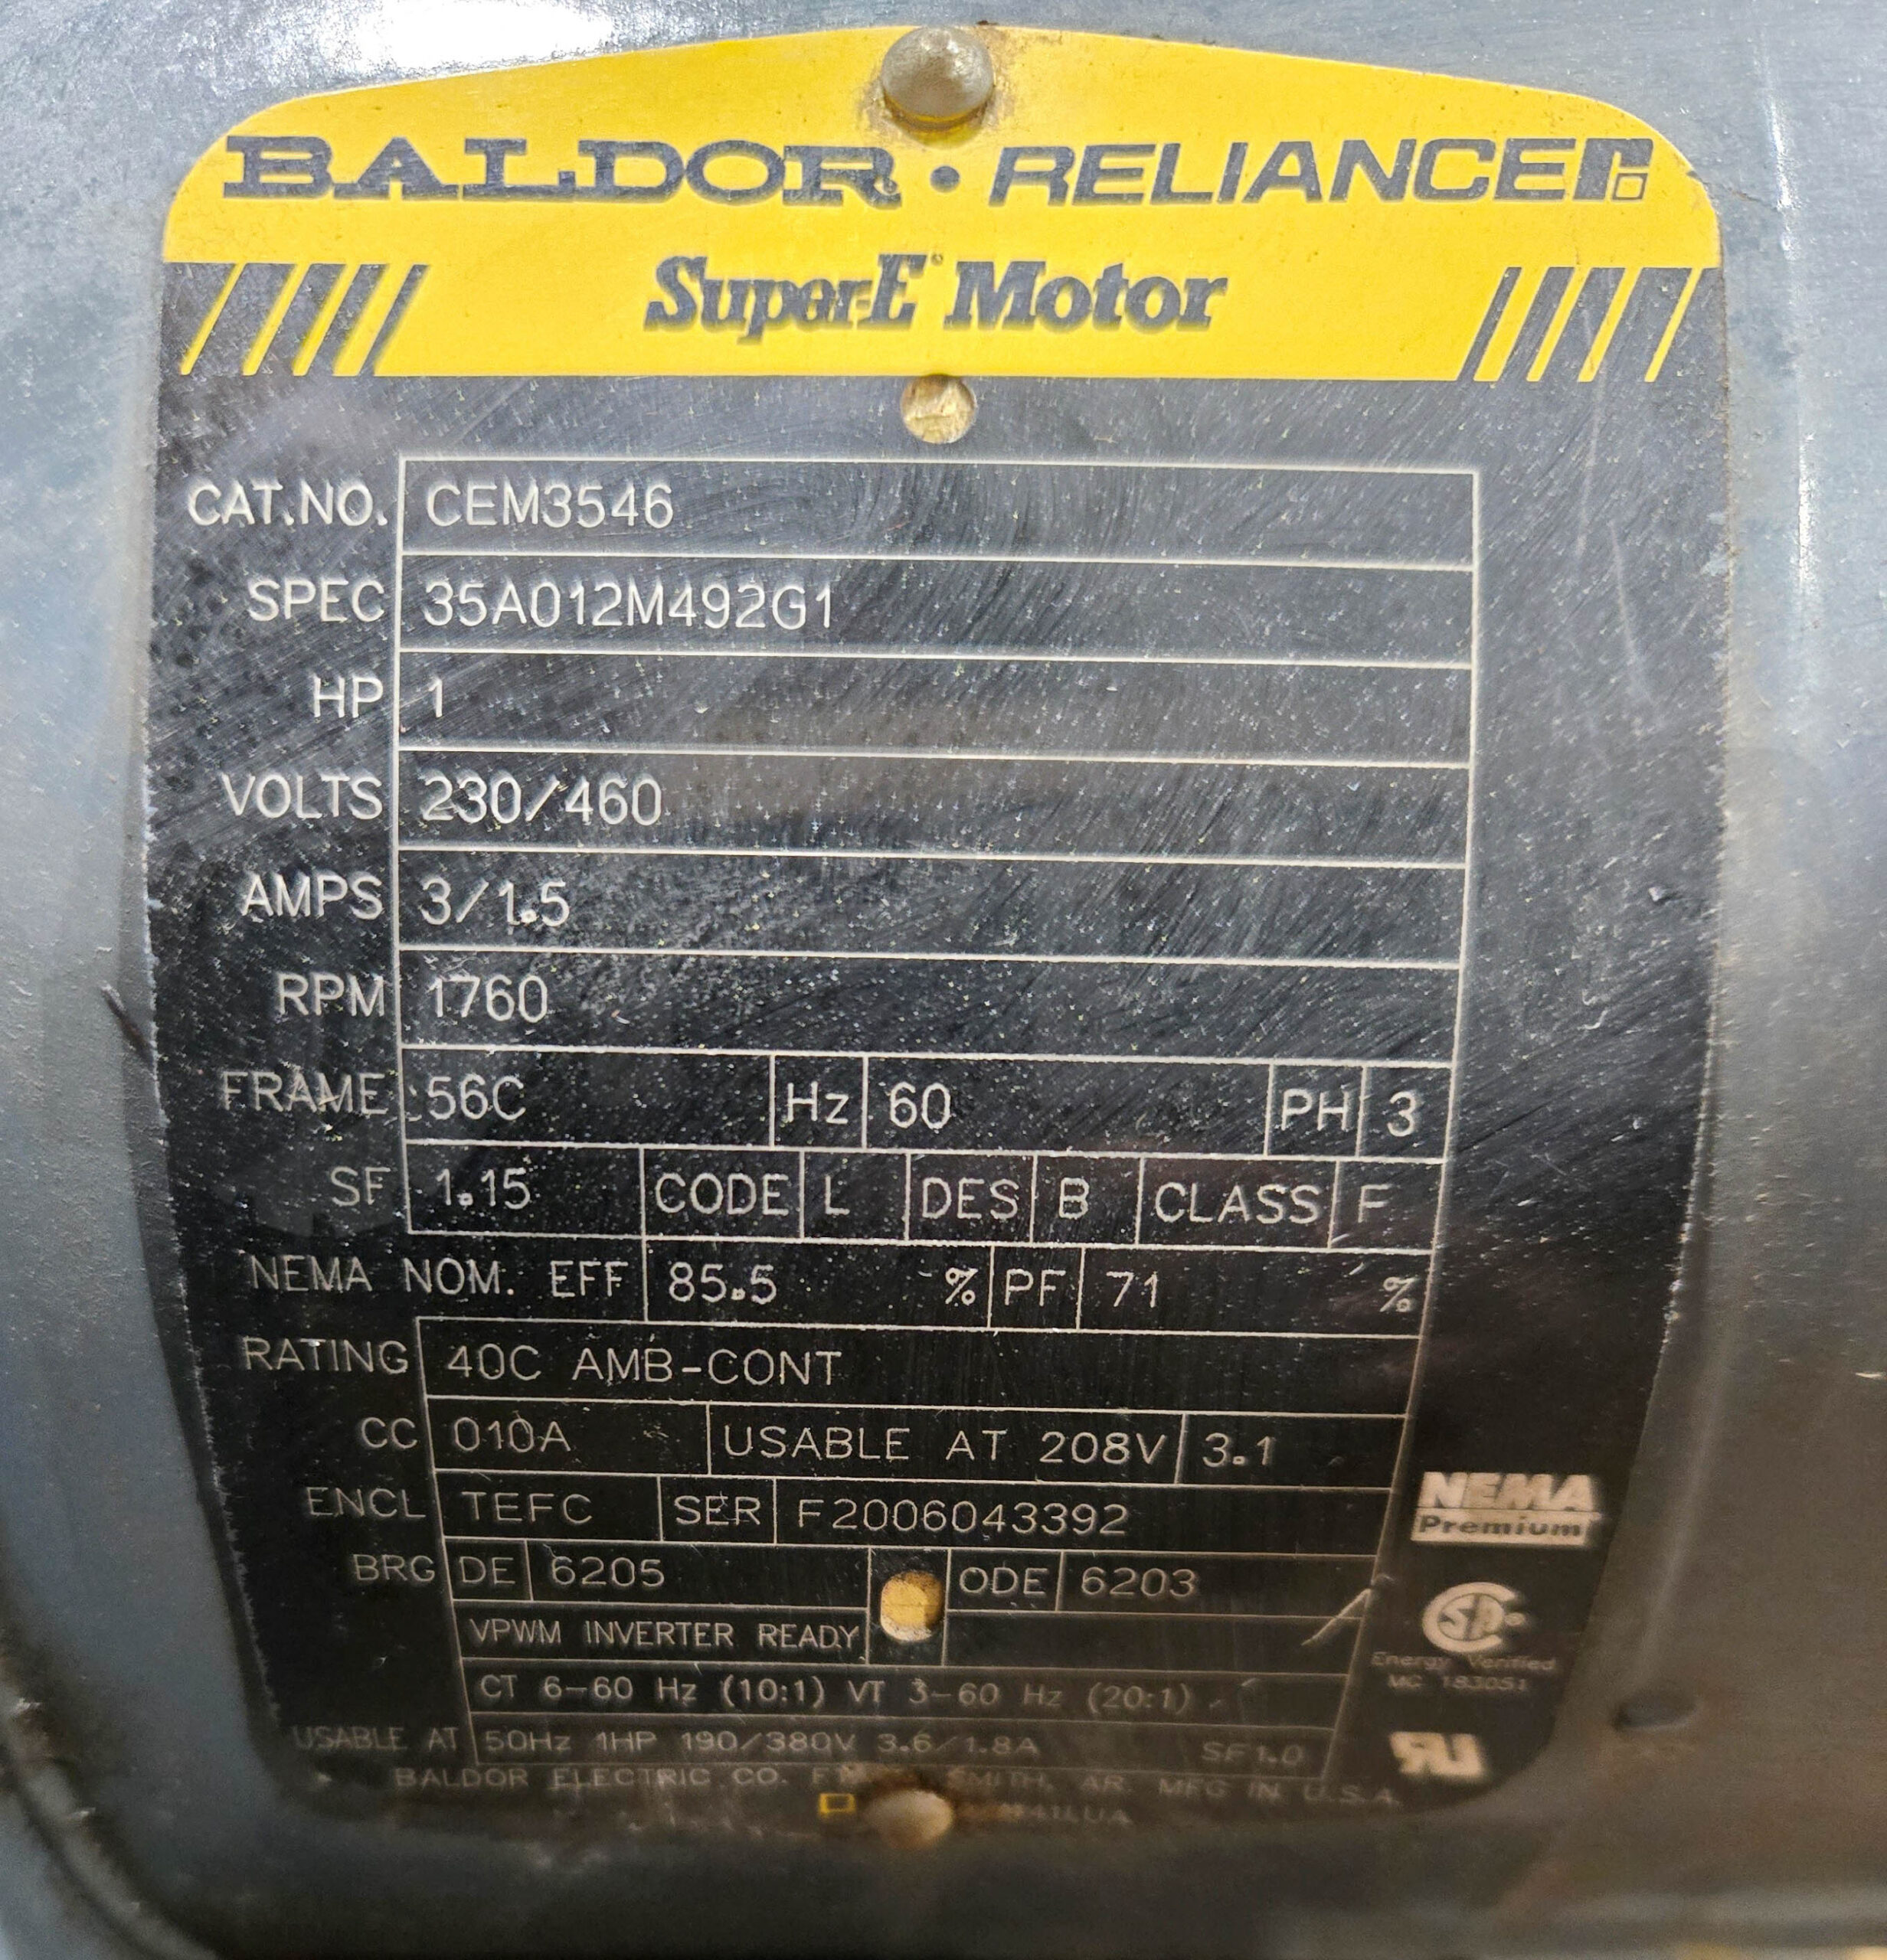 BALDOR • RELIANCE
Super-E® Motor
CAT.NO. CEM3546
SPEC 35A012M492G1
HP 1
VOLTS 230/460
AMPS 3/1.5
RPM 1760
FRAME 56C Hz 60 PH 3
SF 1.15 CODE L DES B CLASS F
NEMA NOM. EFF 85.5 % PF 71 %
RATING 40C AMB-CONT
CC 010A USABLE AT 208V 3.1
ENCL TEFC SER F2006043392
BRG DE 6205 ODE 6203
VPWM INVERTER READY
CT 6-60 Hz (10:1) VT 3-60 Hz (20:1)
USABLE AT 50Hz 1HP 190/380V 3.6/1.8A SF1.0
BALDOR ELECTRIC CO. SMITH, AR. MFG IN U.S.A.
NEMA
Premium
Energy Verified
MC 183051